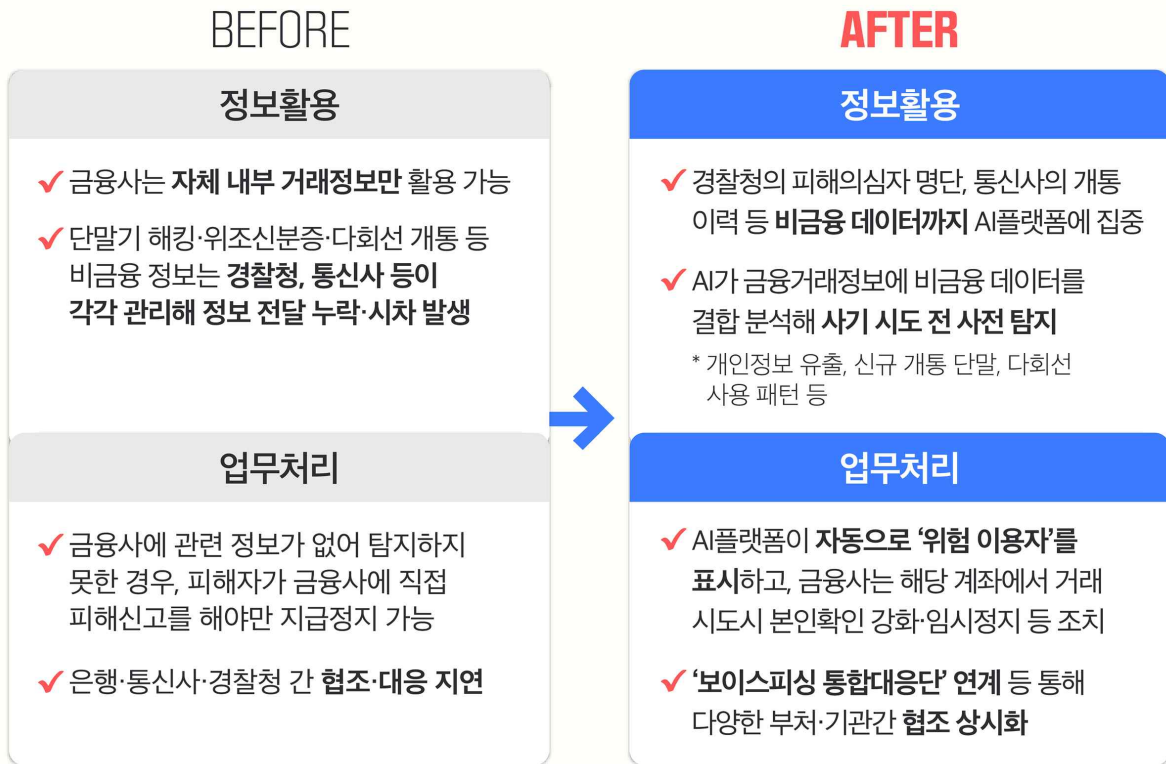 BEFORE
정보활용
금융사는 자체 내부 거래정보만 활용 가능
단말기 해킹·위조신분증·다회선 개통 등
비금융 정보는 경찰청, 통신사 등이
각각 관리해 정보 전달 누락·시차 발생
업무처리
금융사에 관련 정보가 없어 탐지하지
못한 경우, 피해자가 금융사에 직접
피해신고를 해야만 지급정지 가능
은행·통신사·경찰청 간 협조·대응 지연
AFTER
정보활용
경찰청의 피해의심자 명단, 통신사의 개통
이력 등 비금융 데이터까지 AI플랫폼에 집중
AI가 금융거래정보에 비금융 데이터를
결합 분석해 사기 시도 전 사전 탐지
* 개인정보 유출, 신규 개통 단말, 다회선
사용 패턴 등
업무처리
AI플랫폼이 자동으로 ‘위험 이용자’를
표시하고, 금융사는 해당 계좌에서 거래
시도시 본인확인 강화·임시정지 등 조치
‘보이스피싱 통합대응단’ 연계 등 통해
다양한 부처·기관간 협조 상시화